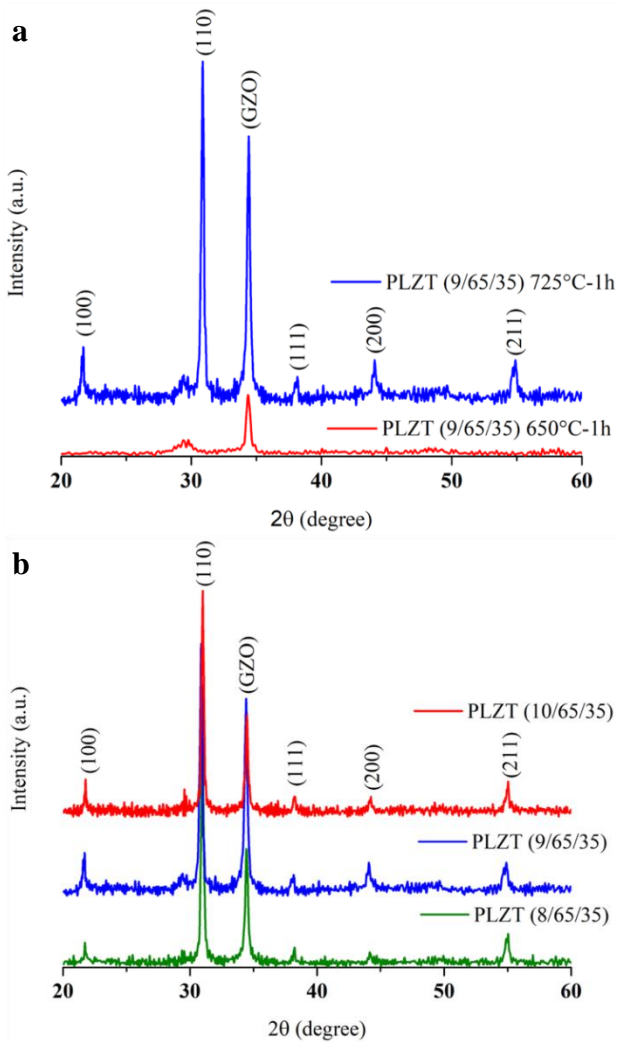 a
Intensity (a.u.)
(100)
(110)
(GZO)
(111)
(200)
(211)
PLZT (9/65/35) 725°C-1h
PLZT (9/65/35) 650°C-1h
20
30
40
50
60
2θ (degree)
b
Intensity (a.u.)
(100)
(110)
(GZO)
(111)
(200)
(211)
PLZT (10/65/35)
PLZT (9/65/35)
PLZT (8/65/35)
20
30
40
50
60
2θ (degree)